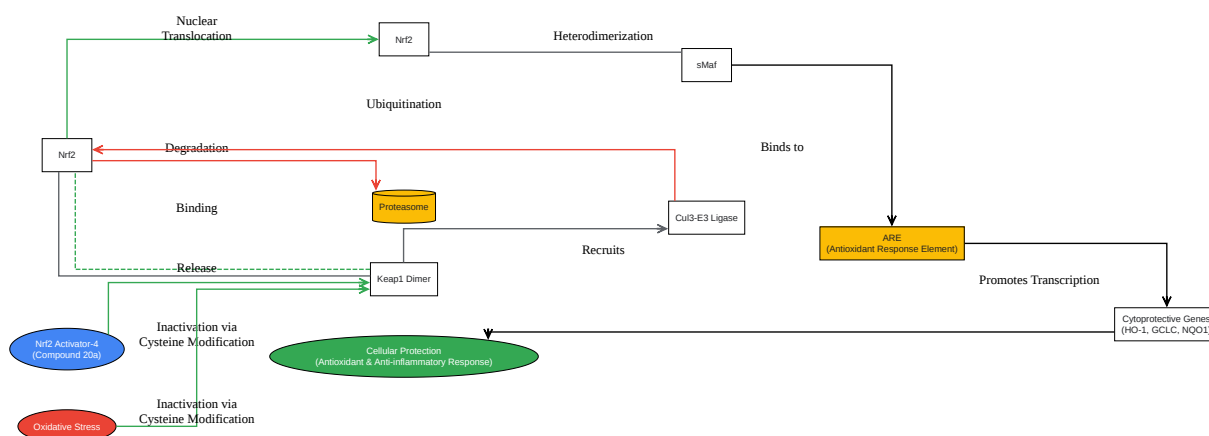 Nuclear
Translocation
Nrf2
Heterodimerization
sMaf
Ubiquitination
Nrf2
Degradation
Binds to
Proteasome
Binding
Cul3-E3 Ligase
ARE
(Antioxidant Response Element)
Recruits
Release
Keap1 Dimer
Promotes Transcription
Inactivation via
Cysteine Modification
Nrf2 Activator-4
(Compound 20a)
Cellular Protection
(Antioxidant & Anti-inflammatory Response)
Cytoprotective Genes
(HO-1, GCLC, NQO1)
Inactivation via
Cysteine Modification
Oxidative Stress